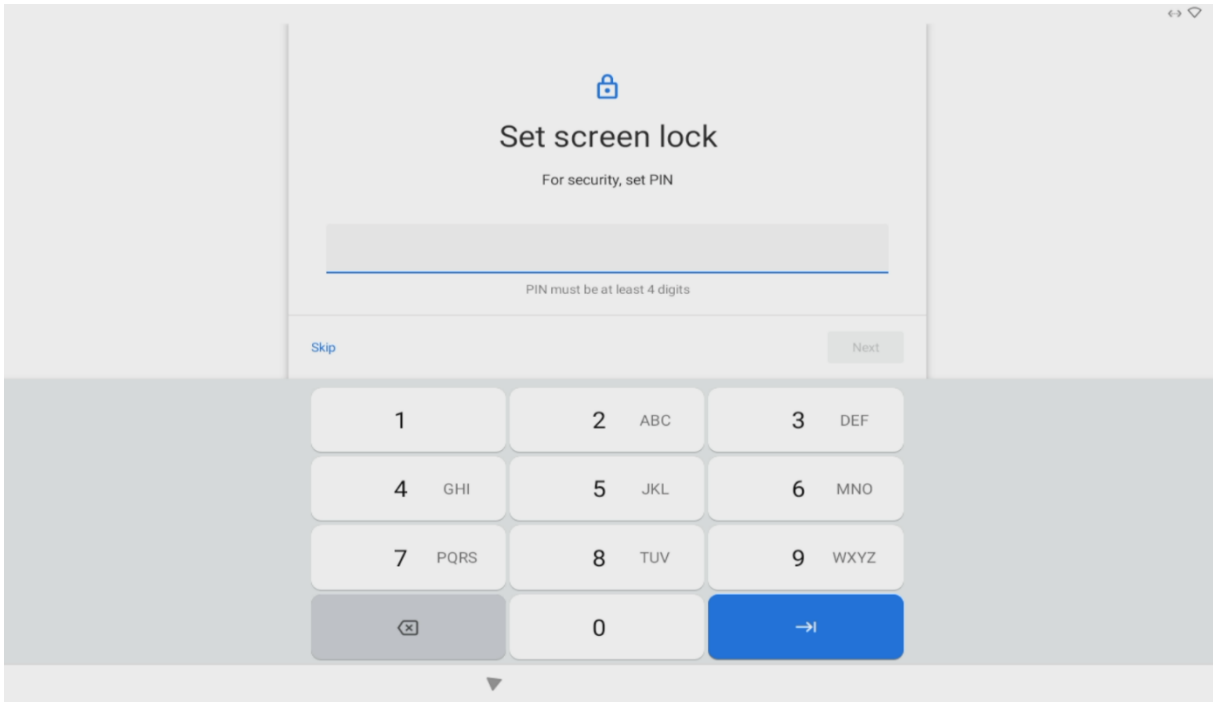 Set screen lock
For security, set PIN
PIN must be at least 4 digits
Skip Next
1 2 ABC 3 DEF
4 GHI 5 JKL 6 MNO
7 PQRS 8 TUV 9 WXYZ
0